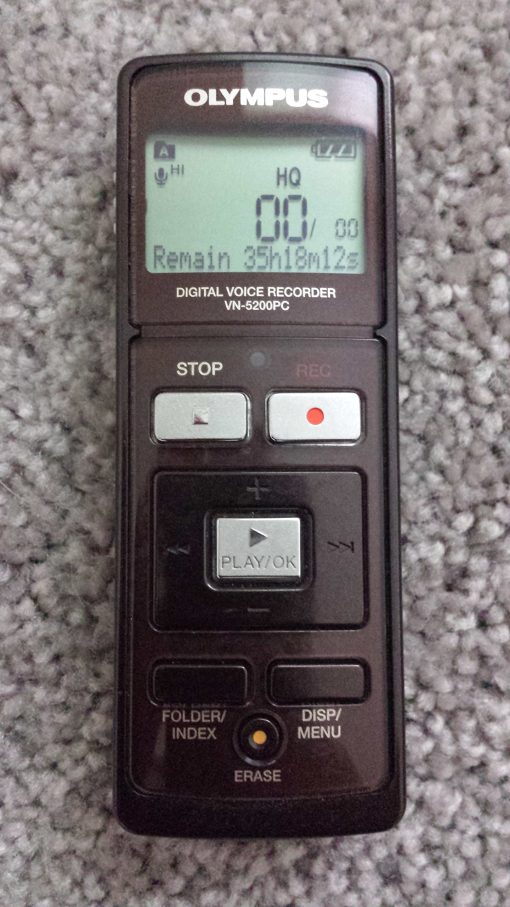 OLYMPUS
A
HI
HQ
00/ 00
Remain 35h18m12s
DIGITAL VOICE RECORDER
VN-5200PC
STOP REC
PLAY/OK
FOLDER/ DISP/
INDEX MENU
ERASE